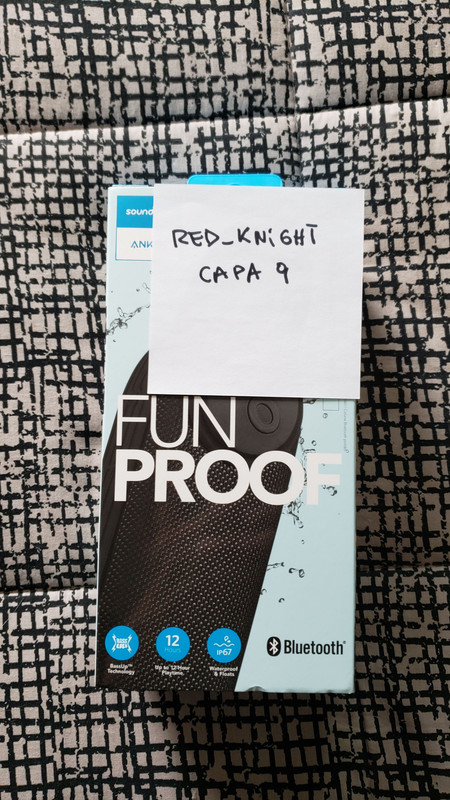 RED_KNIGHT
CAPA 9
sound
ANK
FUN
PROOF
BassUp™
Technology
12
Hours
Up to 12-Hour
Playtime
IP67
Waterproof
& Floats
Bluetooth®